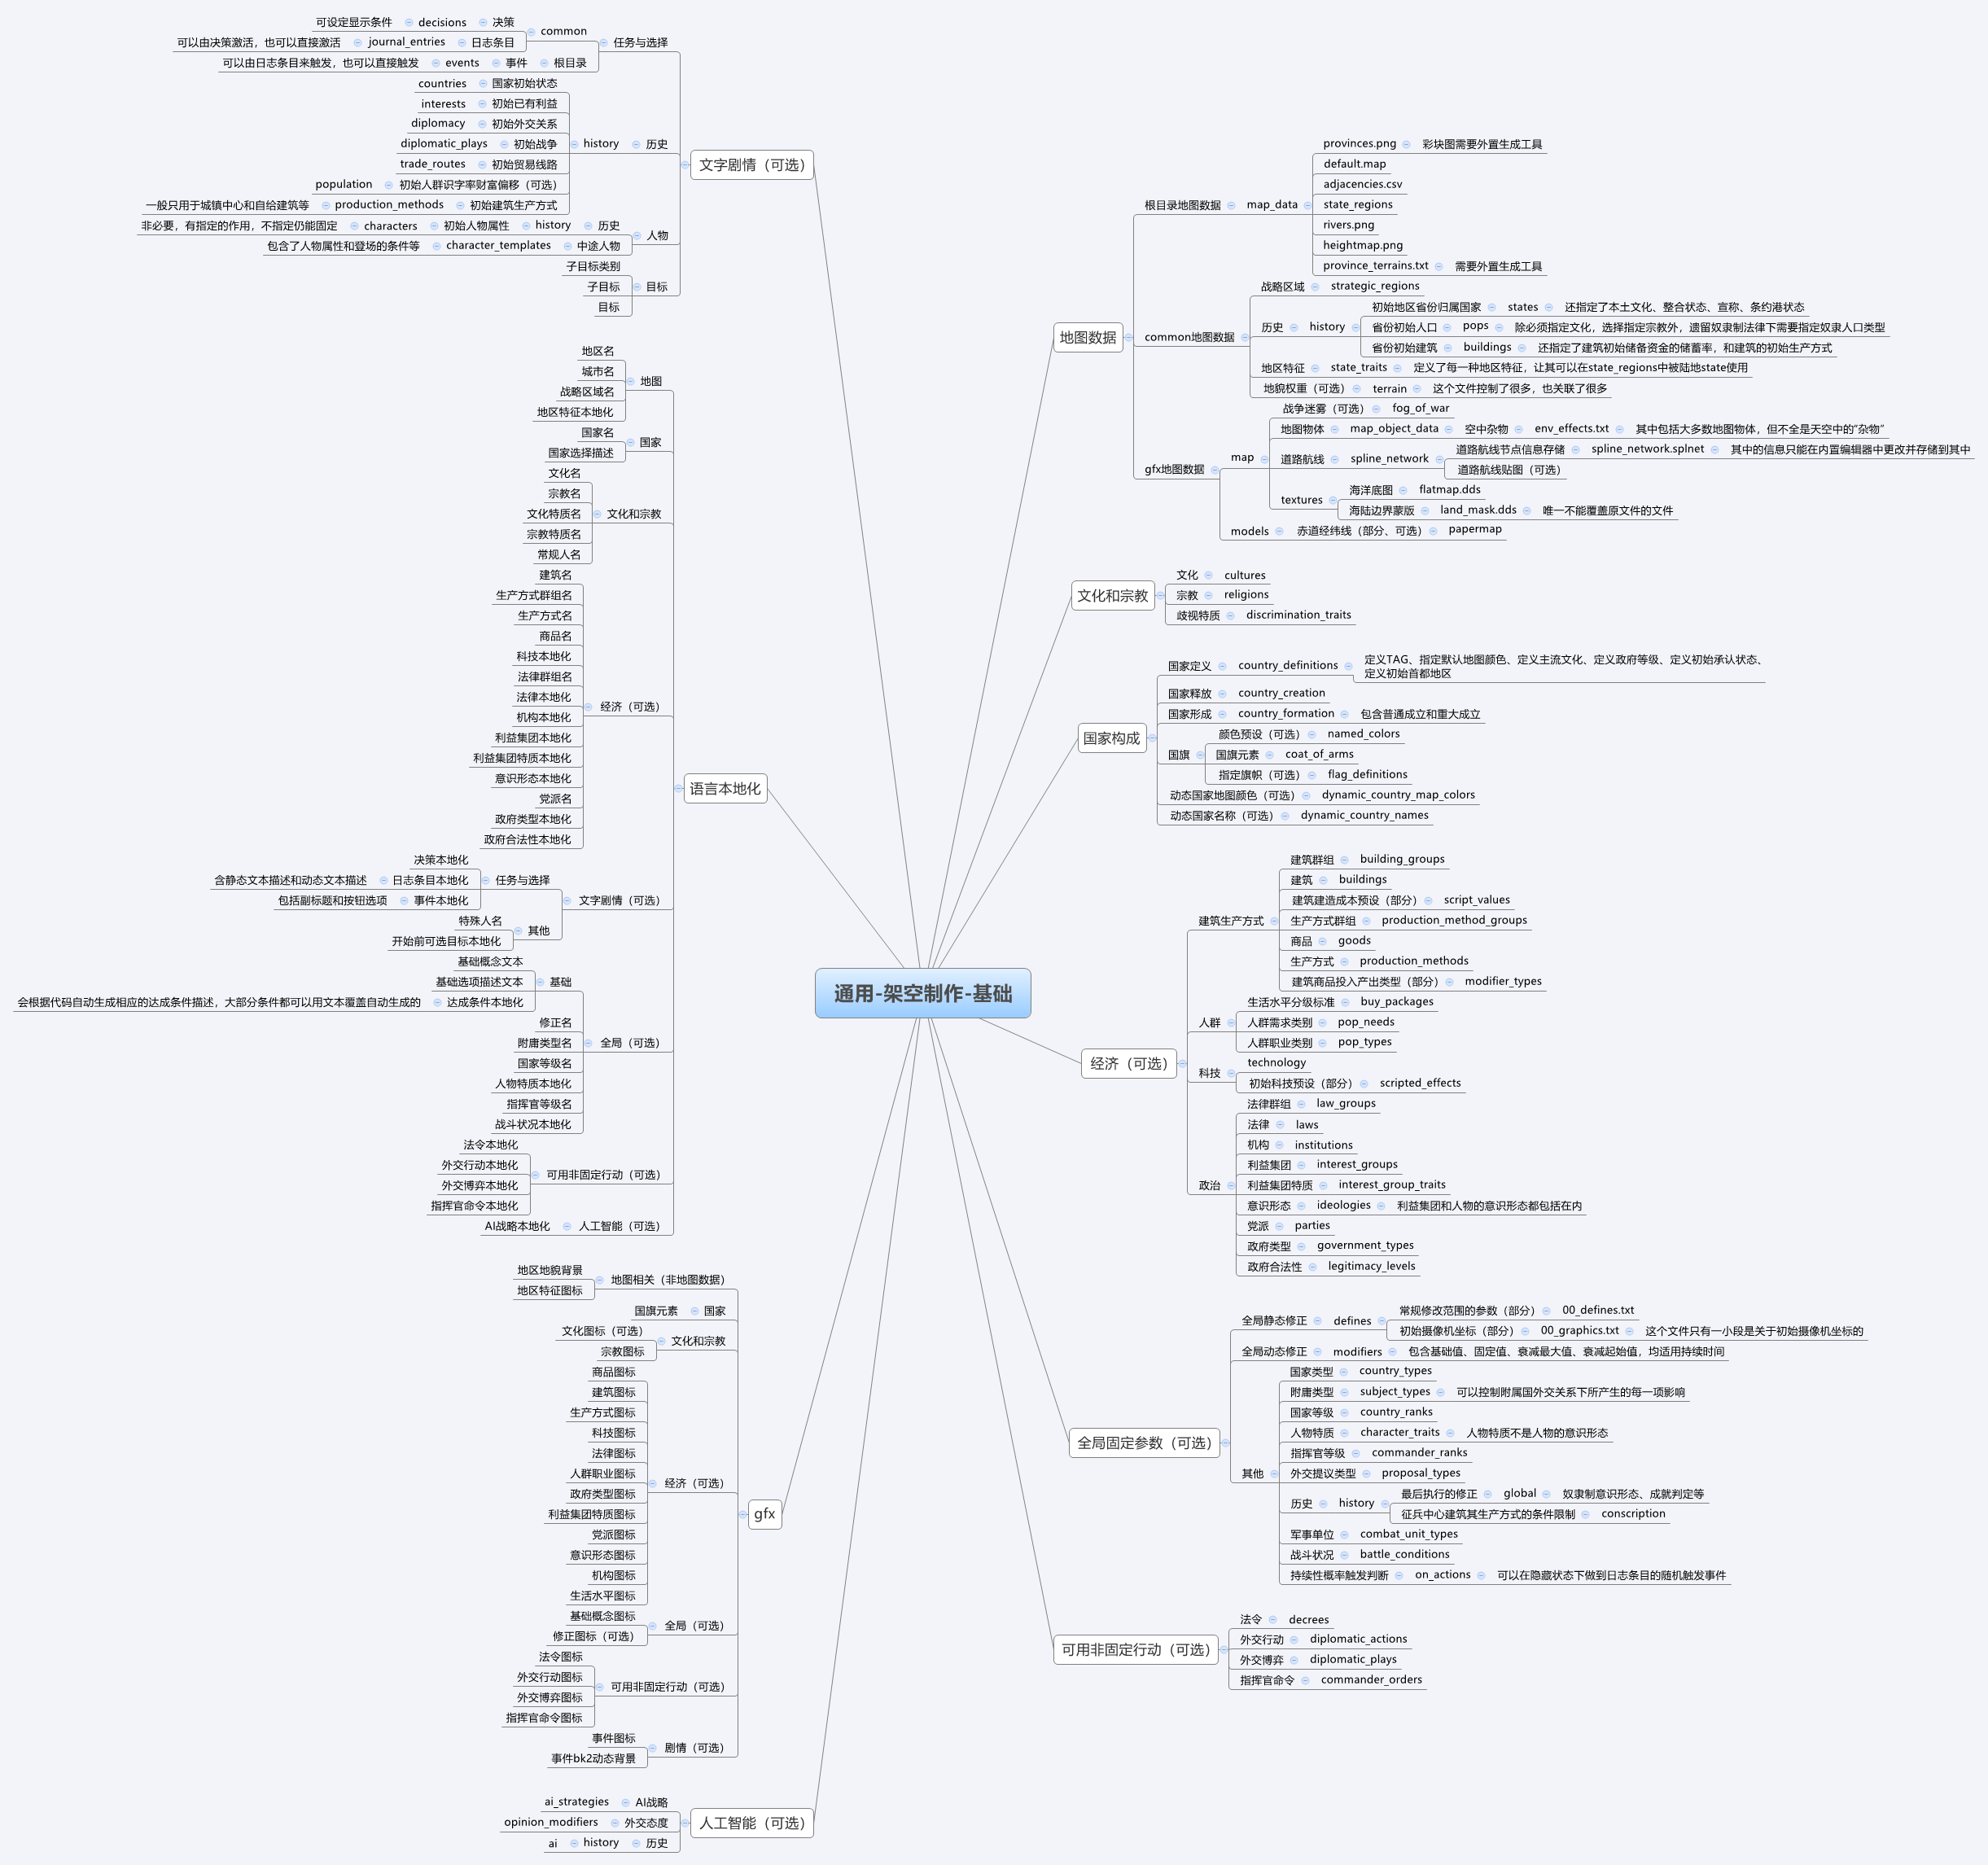 通用-架空制作-基础
文字剧情（可选）
任务与选择
common
决策
decisions
可设定显示条件
日志条目
journal_entries
可以由决策激活，也可以直接激活
根目录
事件
events
可以由日志条目来触发，也可以直接触发
历史
history
国家初始状态
countries
初始已有利益
interests
初始外交关系
diplomacy
初始战争
diplomatic_plays
初始贸易线路
trade_routes
初始人群识字率财富偏移（可选）
population
初始建筑生产方式
production_methods
一般只用于城镇中心和自给建筑等
人物
历史
history
初始人物属性
characters
非必要，有指定的作用，不指定仍能固定
中途人物
character_templates
包含了人物属性和登场的条件等
目标
子目标类别
子目标
目标
语言本地化
地图
地区名
城市名
战略区域名
地区特征本地化
国家
国家名
国家选择描述
文化和宗教
文化名
宗教名
文化特质名
宗教特质名
常规人名
经济（可选）
建筑名
生产方式群组名
生产方式名
商品名
科技本地化
法律群组名
法律本地化
机构本地化
利益集团本地化
利益集团特质本地化
意识形态本地化
党派名
政府类型本地化
政府合法性本地化
文字剧情（可选）
任务与选择
决策本地化
日志条目本地化
含静态文本描述和动态文本描述
事件本地化
包括副标题和按钮选项
其他
特殊人名
开始前可选目标本地化
全局（可选）
基础
基础概念文本
基础选项描述文本
达成条件本地化
会根据代码自动生成相应的达成条件描述，大部分条件都可以用文本覆盖自动生成的
修正名
附庸类型名
国家等级名
人物特质本地化
指挥官等级名
战斗状况本地化
可用非固定行动（可选）
法令本地化
外交行动本地化
外交博弈本地化
指挥官命令本地化
人工智能（可选）
AI战略本地化
gfx
地图相关（非地图数据）
地区地貌背景
地区特征图标
国家
国旗元素
文化和宗教
文化图标（可选）
宗教图标
经济（可选）
商品图标
建筑图标
生产方式图标
科技图标
法律图标
人群职业图标
政府类型图标
利益集团特质图标
党派图标
意识形态图标
机构图标
生活水平图标
全局（可选）
基础概念图标
修正图标（可选）
可用非固定行动（可选）
法令图标
外交行动图标
外交博弈图标
指挥官命令图标
剧情（可选）
事件图标
事件bk2动态背景
人工智能（可选）
AI战略
ai_strategies
外交态度
opinion_modifiers
历史
history
ai
地图数据
根目录地图数据
map_data
provinces.png
彩块图需要外置生成工具
default.map
adjacencies.csv
state_regions
rivers.png
heightmap.png
province_terrains.txt
需要外置生成工具
common地图数据
战略区域
strategic_regions
历史
history
初始地区省份归属国家
states
还指定了本土文化、整合状态、宣称、条约港状态
省份初始人口
pops
除必须指定文化，选择指定宗教外，遗留奴隶制法律下需要指定奴隶人口类型
省份初始建筑
buildings
还指定了建筑初始储备资金的储蓄率，和建筑的初始生产方式
地区特征
state_traits
定义了每一种地区特征，让其可以在state_regions中被陆地state使用
地貌权重（可选）
terrain
这个文件控制了很多，也关联了很多
gfx地图数据
map
战争迷雾（可选）
fog_of_war
地图物体
map_object_data
空中杂物
env_effects.txt
其中包括大多数地图物体，但不全是天空中的“杂物”
道路航线
spline_network
道路航线节点信息存储
spline_network.splnet
其中的信息只能在内置编辑器中更改并存储到其中
道路航线贴图（可选）
textures
海洋底图
flatmap.dds
海陆边界蒙版
land_mask.dds
唯一不能覆盖原文件的文件
models
赤道经纬线（部分、可选）
papermap
文化和宗教
文化
cultures
宗教
religions
歧视特质
discrimination_traits
国家构成
国家定义
country_definitions
定义TAG、指定默认地图颜色、定义主流文化、定义政府等级、定义初始承认状态、
定义初始首都地区
国家释放
country_creation
国家形成
country_formation
包含普通成立和重大成立
国旗
颜色预设（可选）
named_colors
国旗元素
coat_of_arms
指定旗帜（可选）
flag_definitions
动态国家地图颜色（可选）
dynamic_country_map_colors
动态国家名称（可选）
dynamic_country_names
经济（可选）
建筑生产方式
建筑群组
building_groups
建筑
buildings
建筑建造成本预设（部分）
script_values
生产方式群组
production_method_groups
商品
goods
生产方式
production_methods
建筑商品投入产出类型（部分）
modifier_types
人群
生活水平分级标准
buy_packages
人群需求类别
pop_needs
人群职业类别
pop_types
科技
technology
初始科技预设（部分）
scripted_effects
政治
法律群组
law_groups
法律
laws
机构
institutions
利益集团
interest_groups
利益集团特质
interest_group_traits
意识形态
ideologies
利益集团和人物的意识形态都包括在内
党派
parties
政府类型
government_types
政府合法性
legitimacy_levels
全局固定参数（可选）
全局静态修正
defines
常规修改范围的参数（部分）
00_defines.txt
初始摄像机坐标（部分）
00_graphics.txt
这个文件只有一小段是关于初始摄像机坐标的
全局动态修正
modifiers
包含基础值、固定值、衰减最大值、衰减起始值，均适用持续时间
其他
国家类型
country_types
附庸类型
subject_types
可以控制附属国外交关系下所产生的每一项影响
国家等级
country_ranks
人物特质
character_traits
人物特质不是人物的意识形态
指挥官等级
commander_ranks
外交提议类型
proposal_types
历史
history
最后执行的修正
global
奴隶制意识形态、成就判定等
征兵中心建筑其生产方式的条件限制
conscription
军事单位
combat_unit_types
战斗状况
battle_conditions
持续性概率触发判断
on_actions
可以在隐藏状态下做到日志条目的随机触发事件
可用非固定行动（可选）
法令
decrees
外交行动
diplomatic_actions
外交博弈
diplomatic_plays
指挥官命令
commander_orders